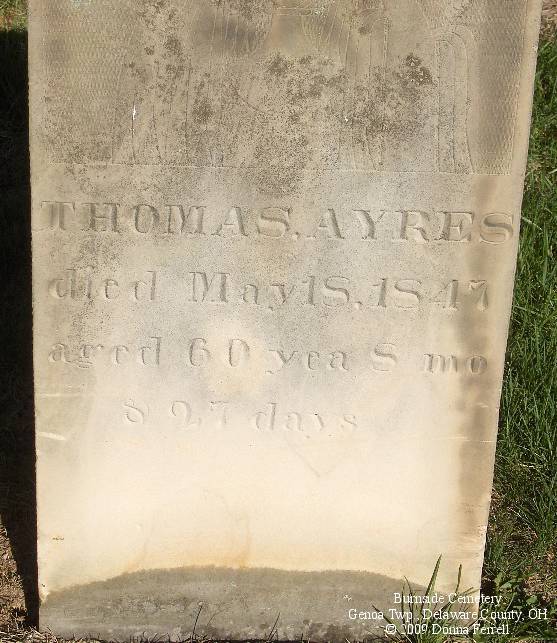 THOMAS. AYRES
died May 18, 1847
aged 60 yea 8 mo
& 27 days
Burnside Cemetery
Genoa Twp., Delaware County, OH
© 2009 Donna Ferrell